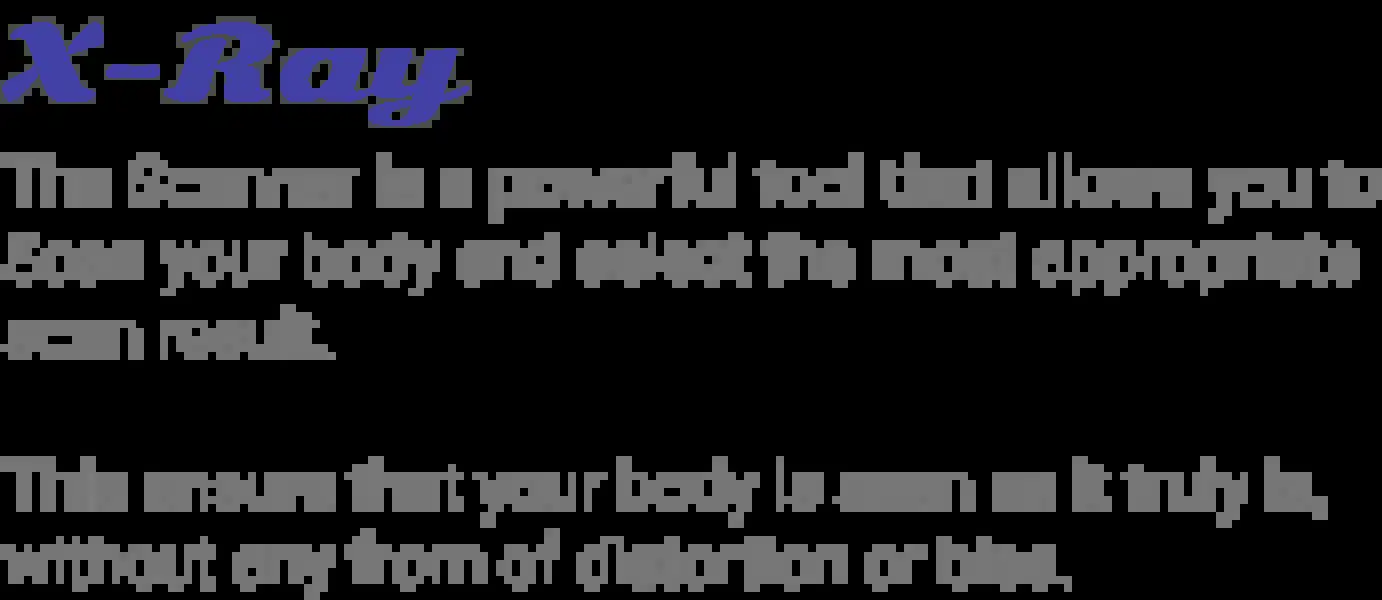 X-Ray
The Scanner is a powerful tool that allows you to
Scan your body and select the most appropriate
scan result.
This ensure that your body is seen as it truly is,
without any from of distortion or bias.